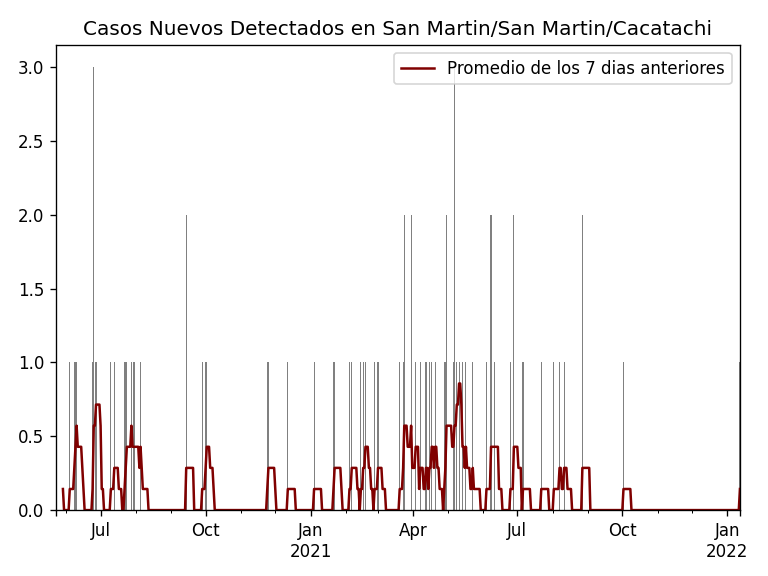 Casos Nuevos Detectados en San Martin/San Martin/Cacatachi
Promedio de los 7 dias anteriores
3.0
2.5
2.0
1.5
1.0
0.5
0.0
Jul
Oct
Jan
2021
Apr
Jul
Oct
Jan
2022